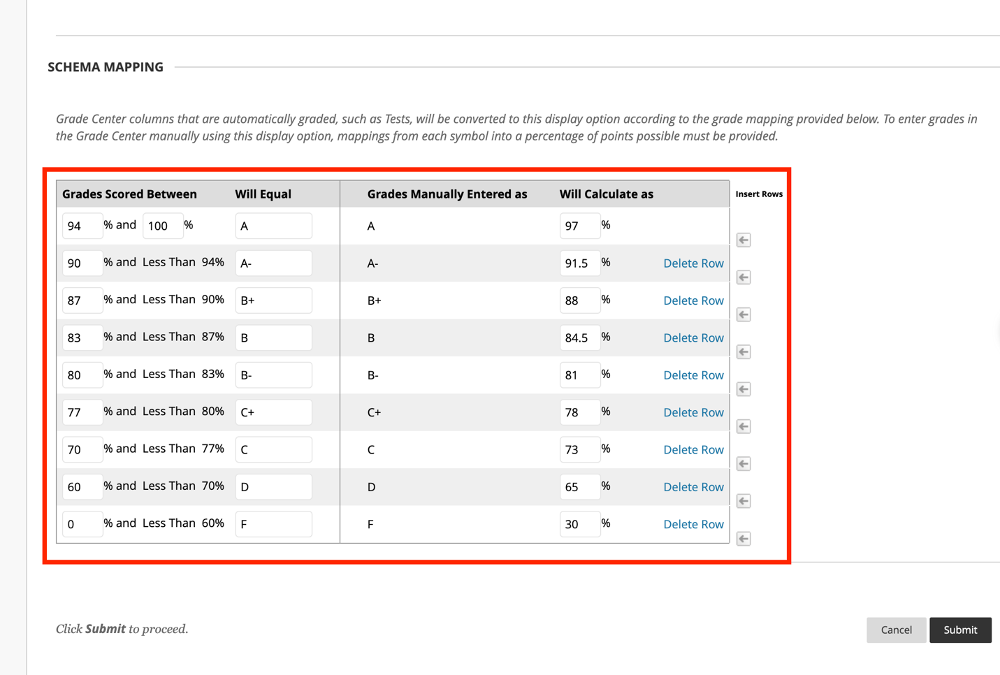 SCHEMA MAPPING
Grade Center columns that are automatically graded, such as Tests, will be converted to this display option according to the grade mapping provided below. To enter grades in
the Grade Center manually using this display option, mappings from each symbol into a percentage of points possible must be provided.
Grades Scored Between Will Equal Grades Manually Entered as Will Calculate as Insert Rows
94 % and 100 % A A 97 %
90 % and Less Than 94% A- A- 91.5 % Delete Row
87 % and Less Than 90% B+ B+ 88 % Delete Row
83 % and Less Than 87% B B 84.5 % Delete Row
80 % and Less Than 83% B- B- 81 % Delete Row
77 % and Less Than 80% C+ C+ 78 % Delete Row
70 % and Less Than 77% C C 73 % Delete Row
60 % and Less Than 70% D D 65 % Delete Row
0 % and Less Than 60% F F 30 % Delete Row
Click Submit to proceed.
Cancel Submit